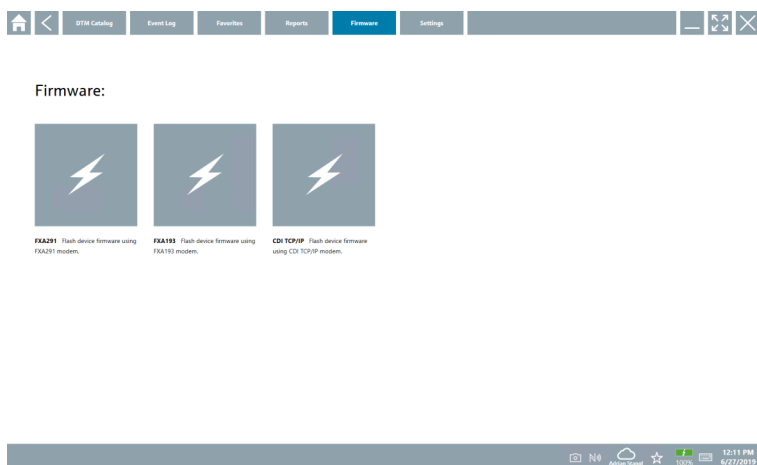 DTM Catalog Event Log Favorites Reports Firmware Settings
Firmware:
FXA291 Flash device firmware using
FXA291 modem.
FXA193 Flash device firmware using
FXA193 modem.
CDI TCP/IP Flash device firmware
using CDI TCP/IP modem.
Adrian Stanel
100%
12:11 PM
6/27/2019